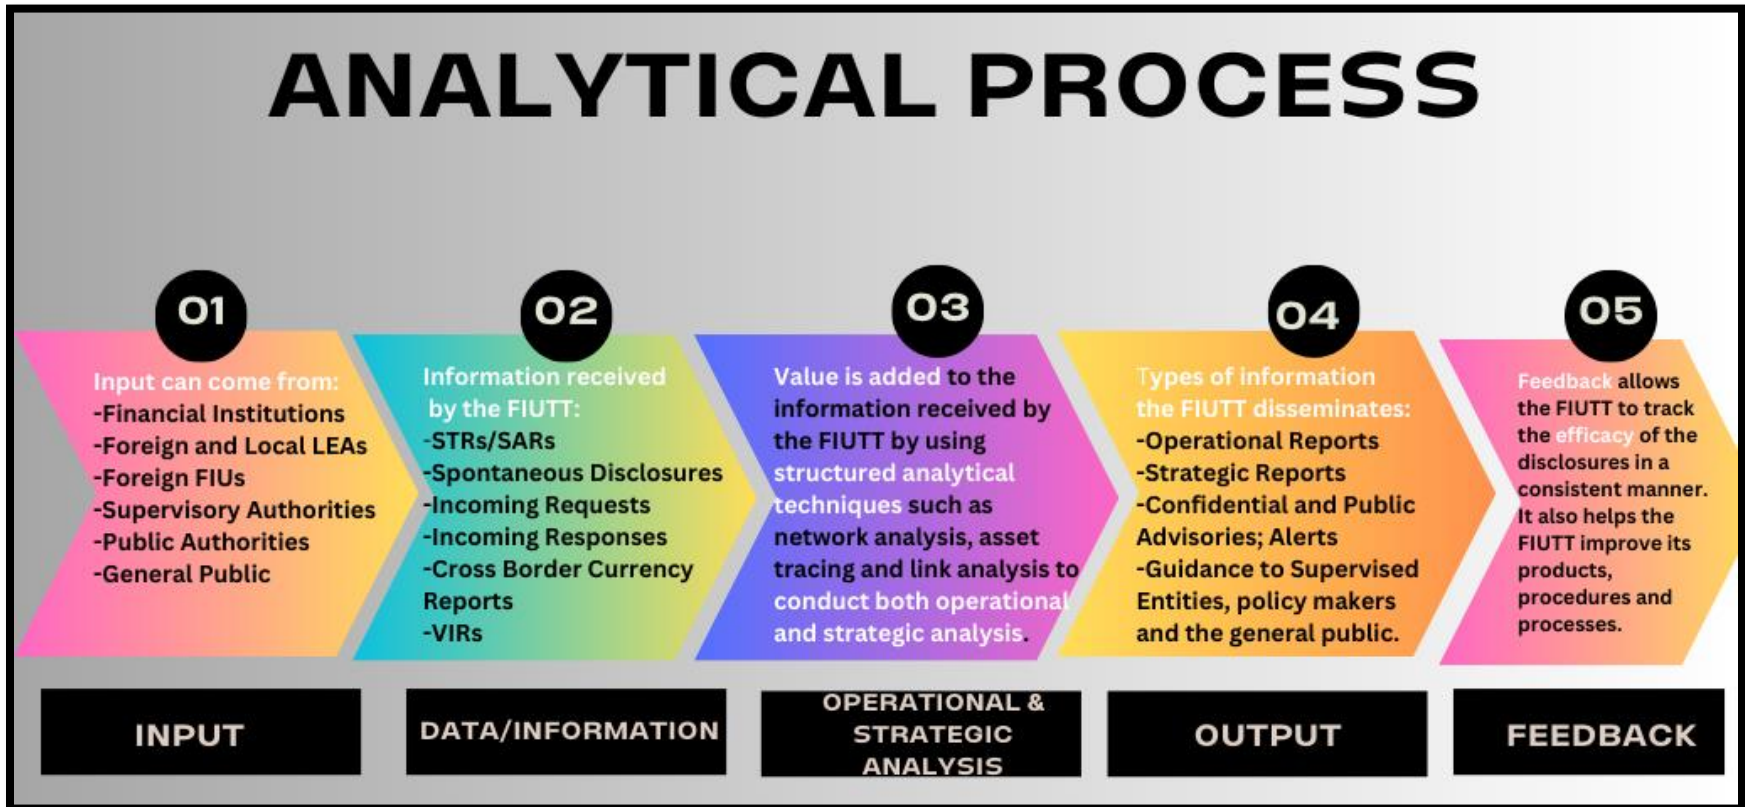 ANALYTICAL PROCESS
01
Input can come from:
-Financial Institutions
-Foreign and Local LEAs
-Foreign FIUs
-Supervisory Authorities
-Public Authorities
-General Public
INPUT
02
Information received
by the FIUTT:
-STRs/SARs
-Spontaneous Disclosures
-Incoming Requests
-Incoming Responses
-Cross Border Currency
Reports
-VIRs
DATA/INFORMATION
03
Value is added to the
information received by
the FIUTT by using
structured analytical
techniques such as
network analysis, asset
tracing and link analysis to
conduct both operational
and strategic analysis.
OPERATIONAL &
STRATEGIC
ANALYSIS
04
Types of information
the FIUTT disseminates:
-Operational Reports
-Strategic Reports
-Confidential and Public
Advisories; Alerts
-Guidance to Supervised
Entities, policy makers
and the general public.
OUTPUT
05
Feedback allows
the FIUTT to track
the efficacy of the
disclosures in a
consistent manner.
It also helps the
FIUTT improve its
products,
procedures and
processes.
FEEDBACK